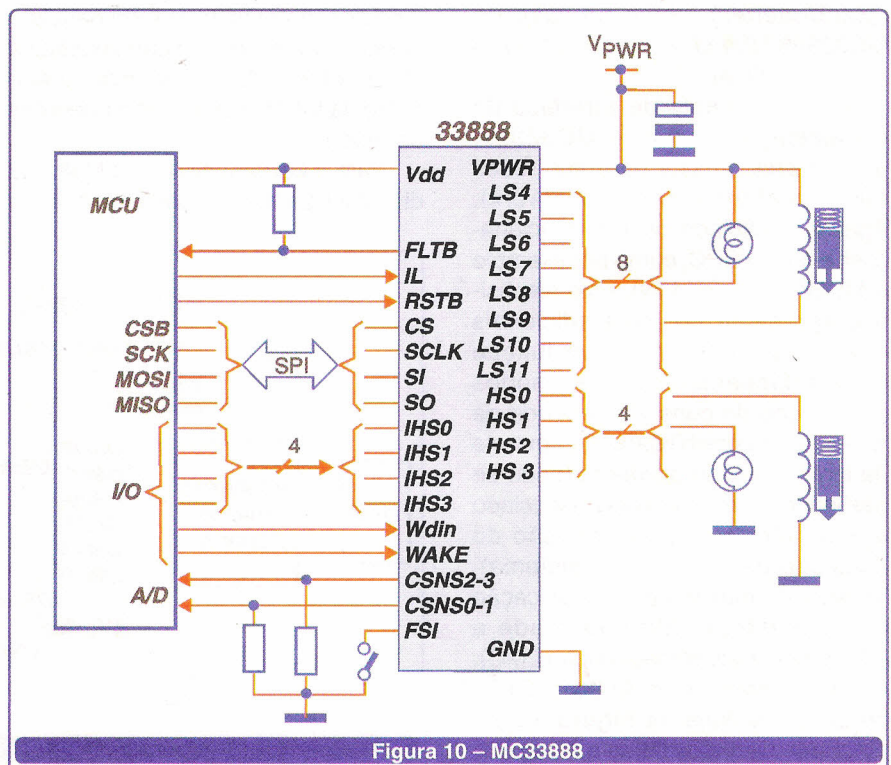 V PWR
33888
MCU
Vdd
VPWR
LS4
LS5
FLTB
LS6
IL
LS7
8
RSTB
LS8
CSB
CS
LS9
SCK
SPI
SCLK
LS10
MOSI
SI
LS11
MISO
SO
HS0
IHS0
HS1
4
IHS1
HS2
4
IHS2
HS 3
I/O
IHS3
Wdin
WAKE
A/D
CSNS2-3
CSNS0-1
FSI
GND
Figura 10 – MC33888